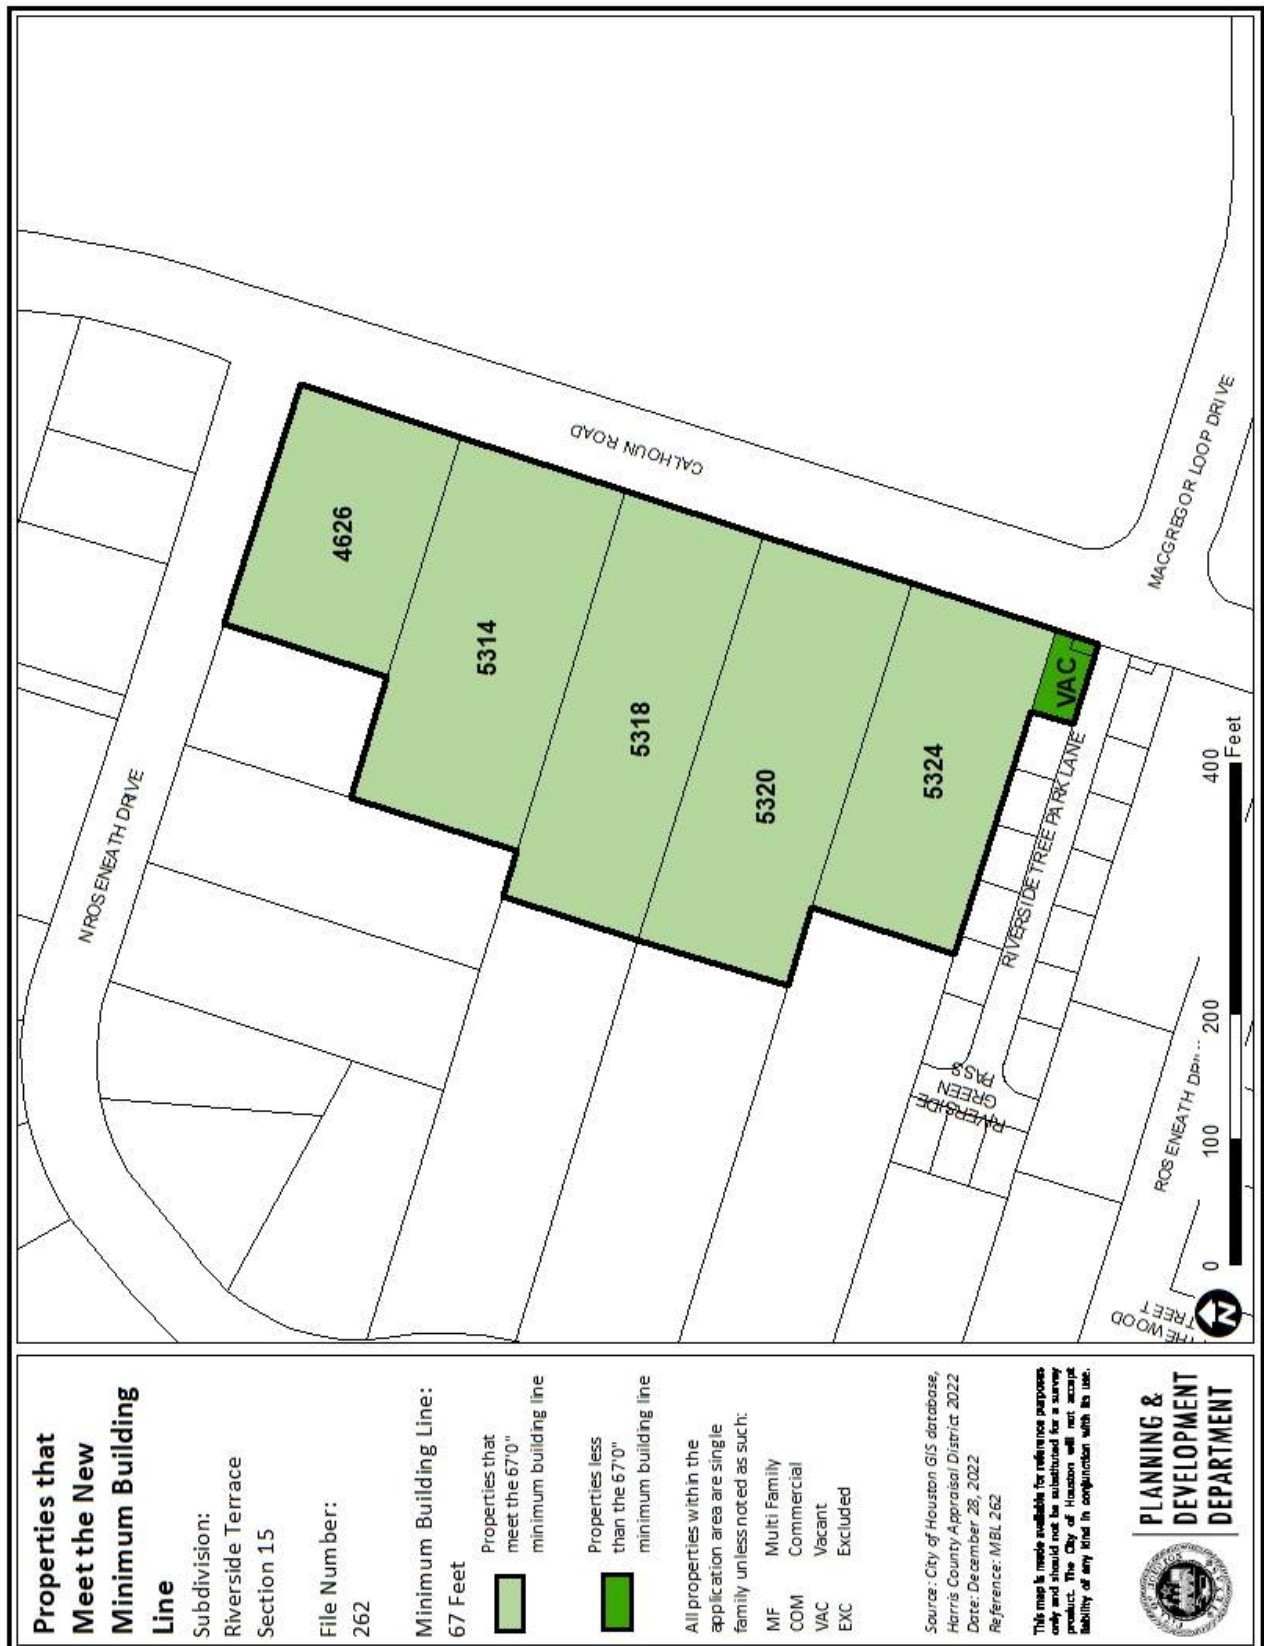 Properties that
Meet the New
Minimum Building
Line
Subdivision:
Riverside Terrace
Section 15
File Number:
262
Minimum Building Line:
67 Feet
Properties that
meet the 67'0"
minimum building line
Properties less
than the 67'0"
minimum building line
All properties within the
application area are single
family unless noted as such:
MF Multi Family
COM Commercial
VAC Vacant
EXC Excluded
Source: City of Houston GIS database,
Harris County Appraisal District 2022
Date: December 28, 2022
Reference: MBL 262
This map is made available for reference purposes
only and should not be substituted for a survey
product. The City of Houston will not accept
liability of any kind in conjunction with its use.
PLANNING &
DEVELOPMENT
DEPARTMENT
N ROSENEATH DRIVE
4626
CALHOUN ROAD
5314
5318
5320
5324
VAC
MACGREGOR LOOP DRIVE
RIVERSIDE TREE PARK LANE
RIVERSIDE
GREEN
PASS
ROSENEATH
HEWOOD
TREET
N
0 100 200 400
Feet